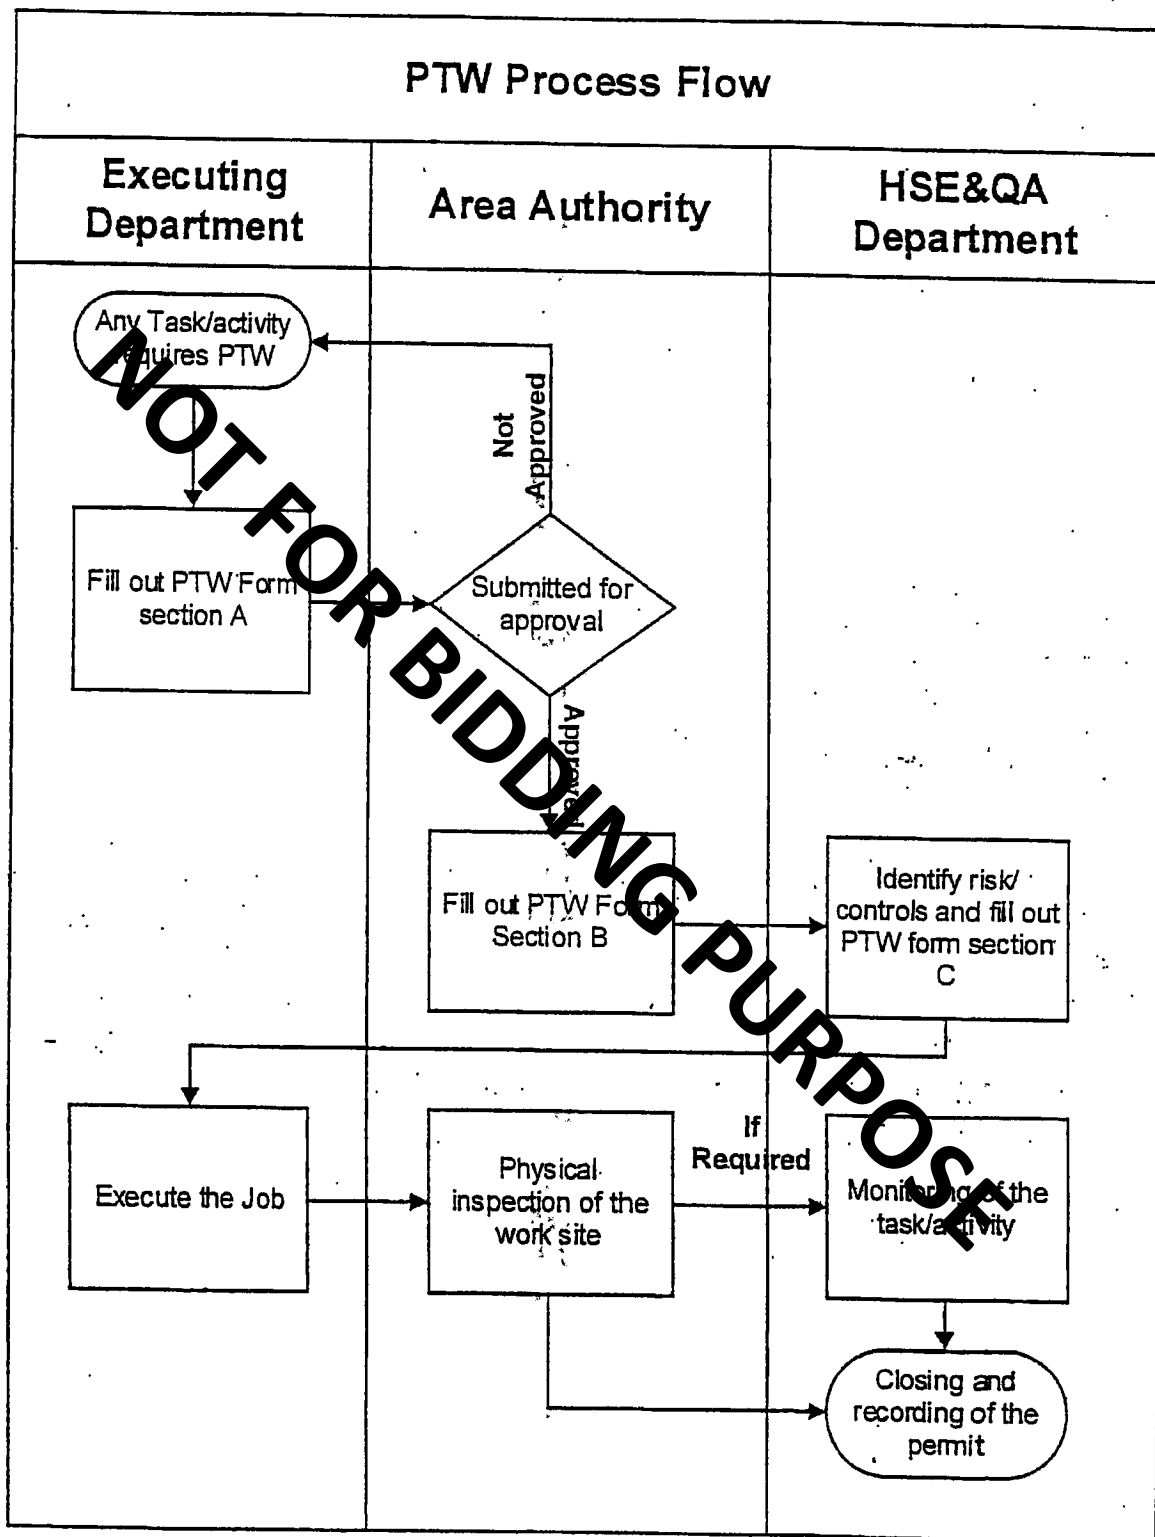 PTW Process Flow
Executing
Department
Area Authority
HSE&QA
Department
Any Task/activity
requires PTW
Not
Approved
Fill out PTW Form
section A
Submitted for
approval
Approved
Fill out PTW Form
Section B
Identify risk/
controls and fill out
PTW form section
C
Execute the Job
Physical
inspection of the
work site
If
Required
Monitoring of the
task/activity
Closing and
recording of the
permit
NOT FOR BIDDING PURPOSE